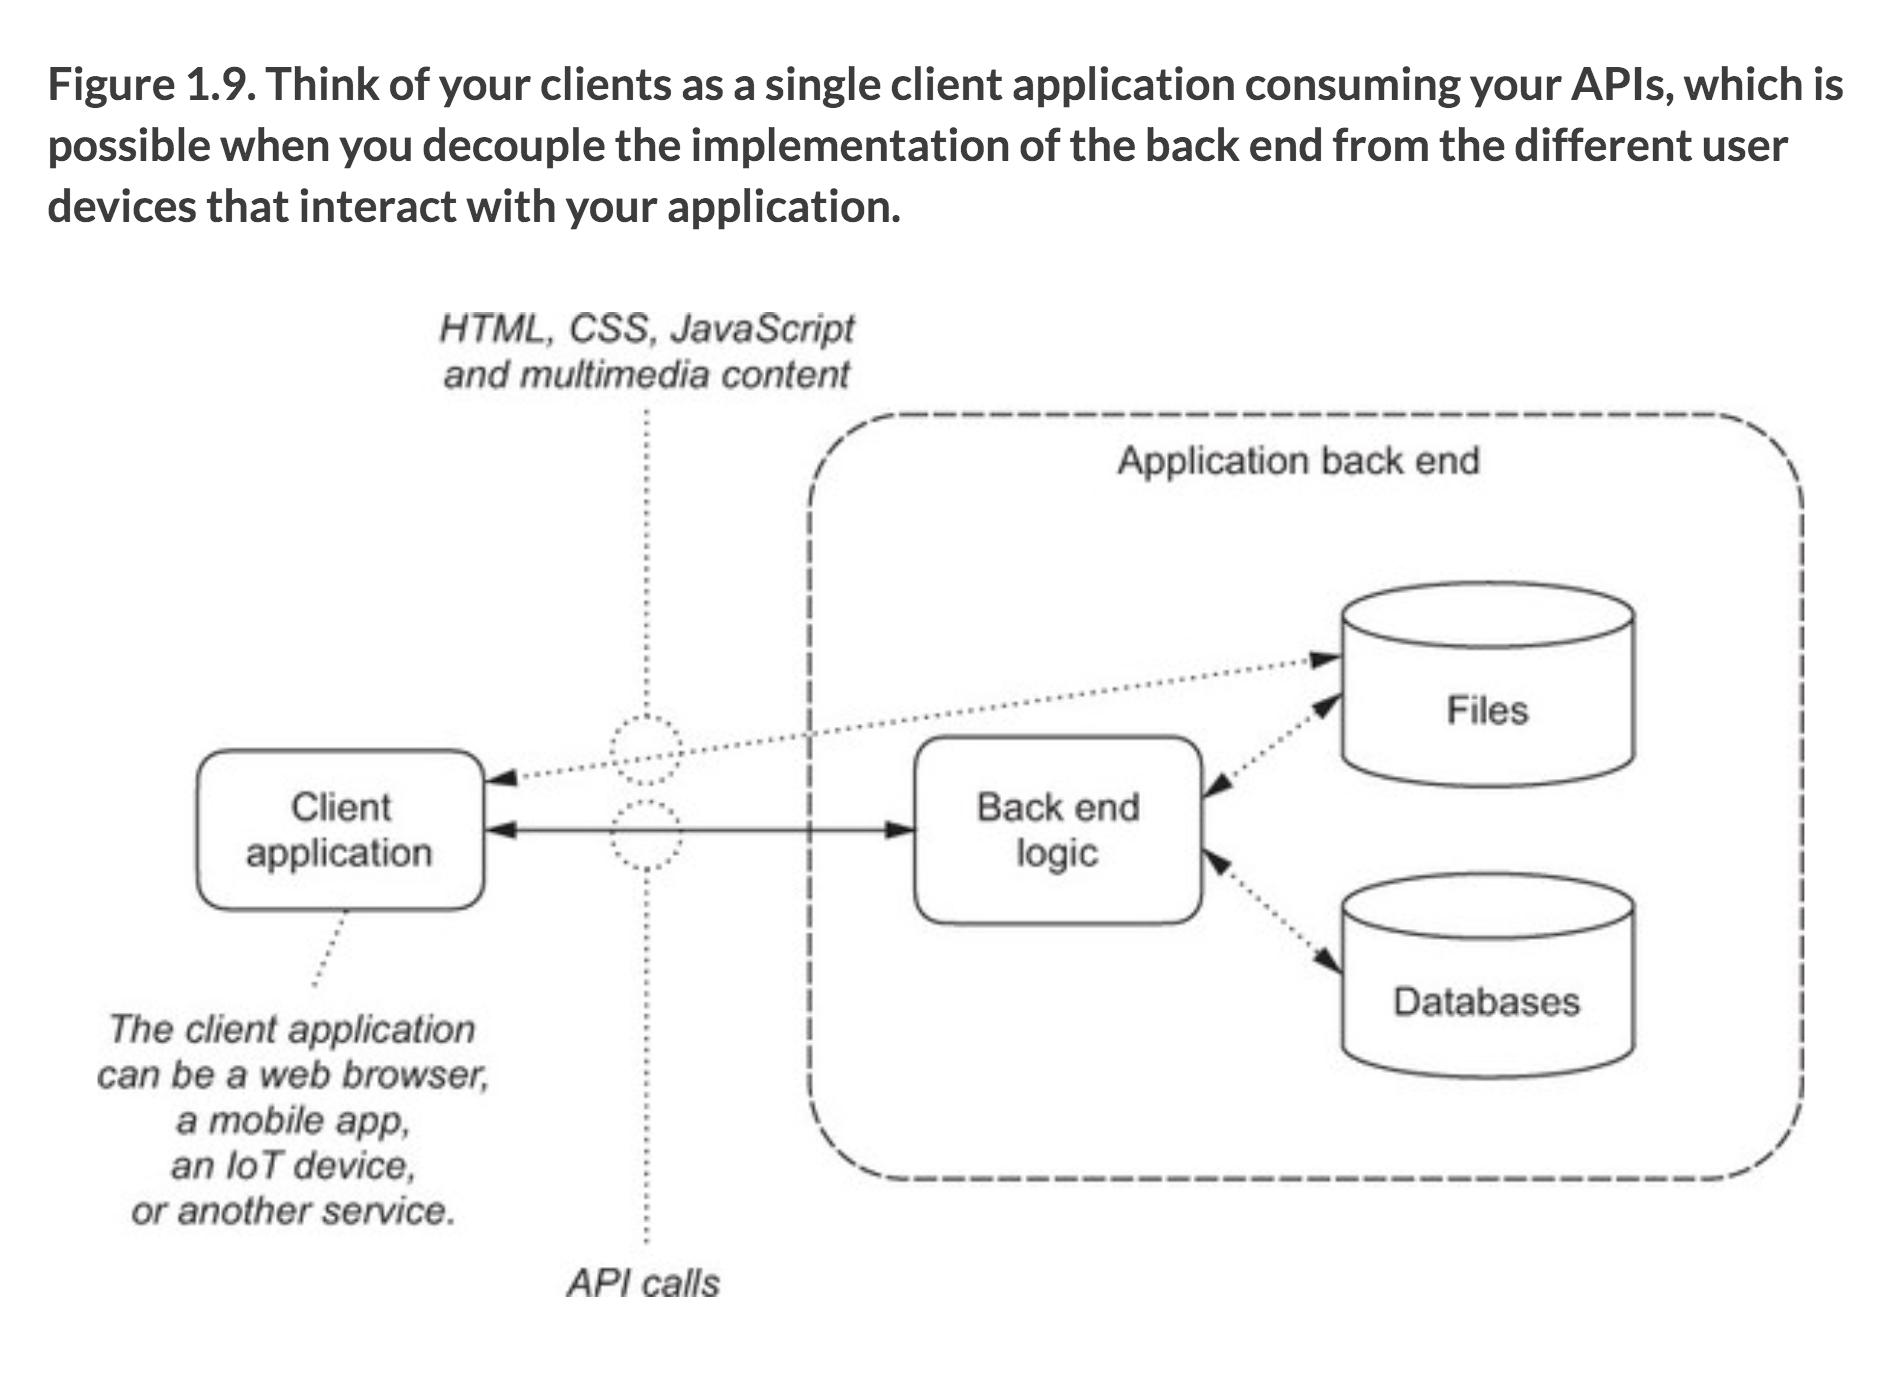 Figure 1.9. Think of your clients as a single client application consuming your APIs, which is
possible when you decouple the implementation of the back end from the different user
devices that interact with your application.
HTML, CSS, JavaScript
and multimedia content
Application back end
Files
Client
application
Back end
logic
Databases
The client application
can be a web browser,
a mobile app,
an IoT device,
or another service.
API calls